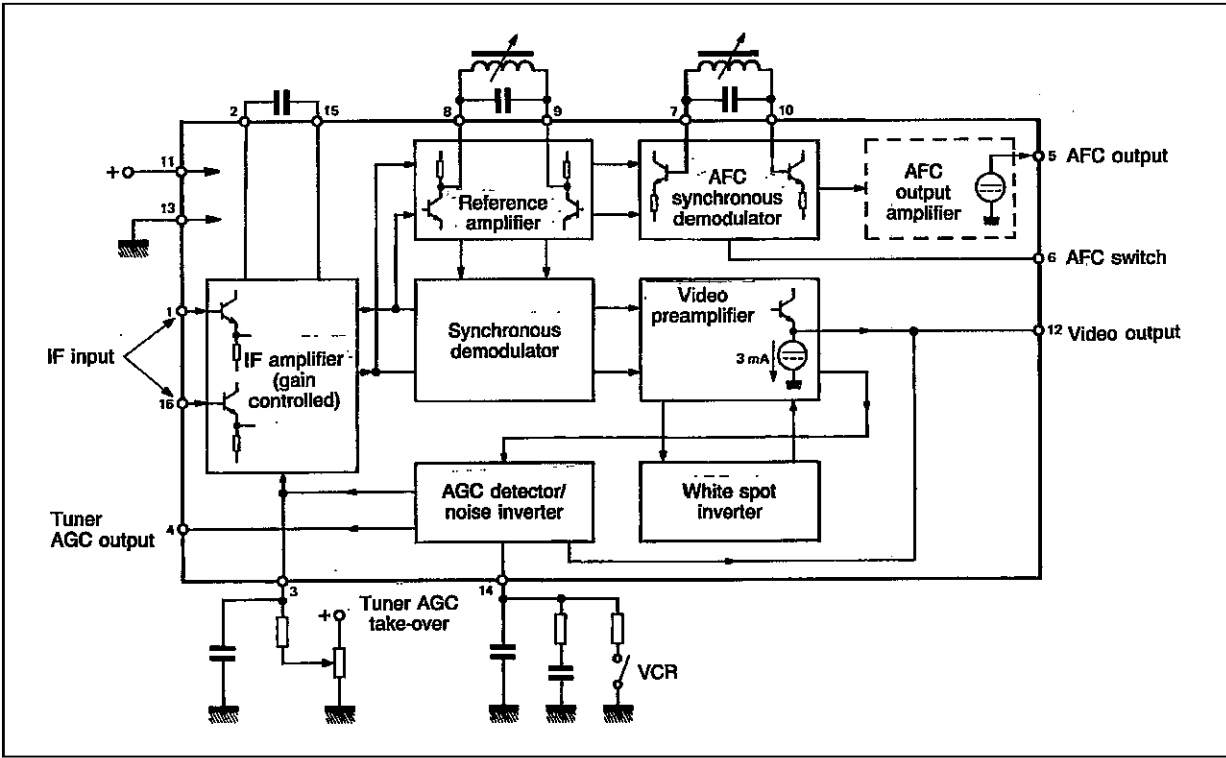 2
15
8
9
7
10
+
11
13
Reference
amplifier
AFC
synchronous
demodulator
AFC
output
amplifier
5 AFC output
6 AFC switch
1
IF input
16
IF amplifier
(gain
controlled)
Synchronous
demodulator
Video
preamplifier
3 mA
12 Video output
AGC detector/
noise inverter
White spot
inverter
Tuner
AGC output
4
3
14
+
Tuner AGC
take-over
VCR